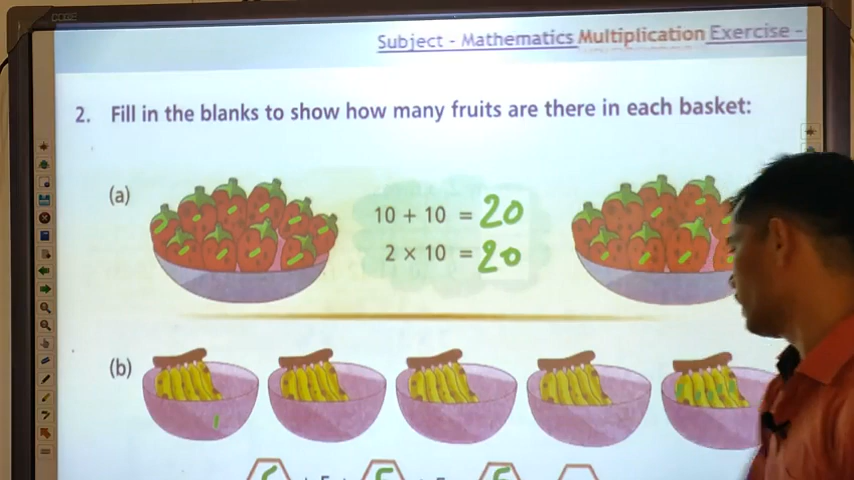 Subject - Mathematics Multiplication Exercise -
2. Fill in the blanks to show how many fruits are there in each basket:
(a)
10 + 10 = 20
2 × 10 = 20
(b)